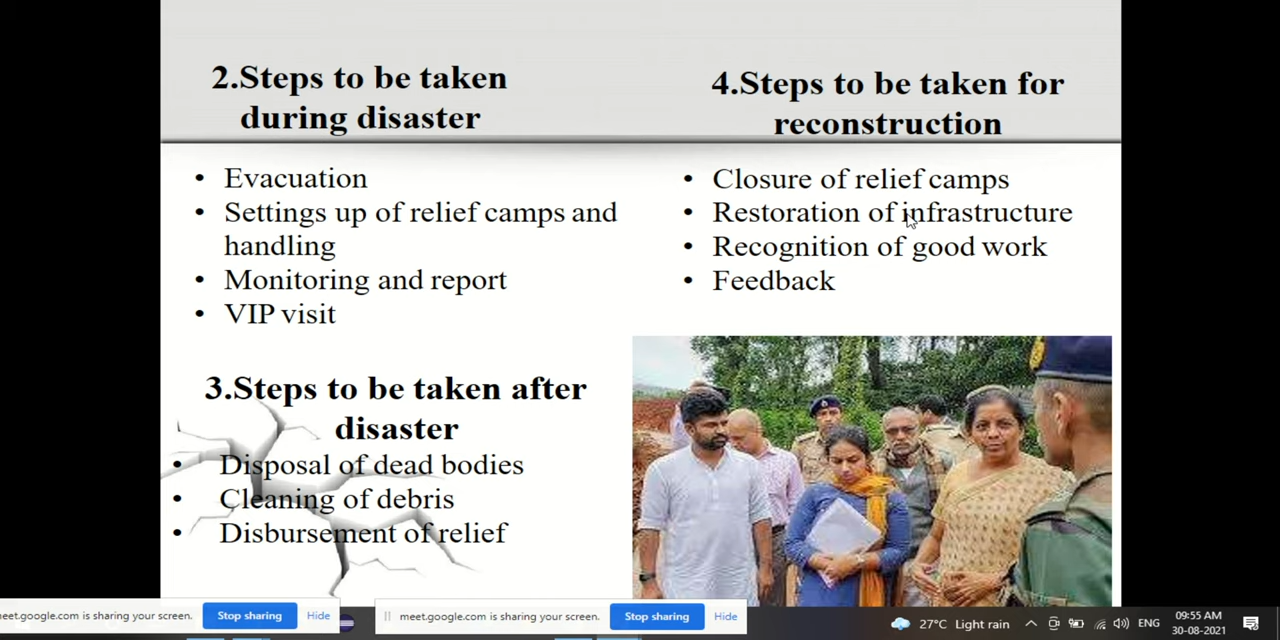 2.Steps to be taken
during disaster
• Evacuation
• Settings up of relief camps and
handling
• Monitoring and report
• VIP visit
3.Steps to be taken after
disaster
• Disposal of dead bodies
• Cleaning of debris
• Disbursement of relief
4.Steps to be taken for
reconstruction
• Closure of relief camps
• Restoration of infrastructure
• Recognition of good work
• Feedback
meet.google.com is sharing your screen. Stop sharing Hide
meet.google.com is sharing your screen. Stop sharing Hide
27°C Light rain ENG 09:55 AM
30-08-2021